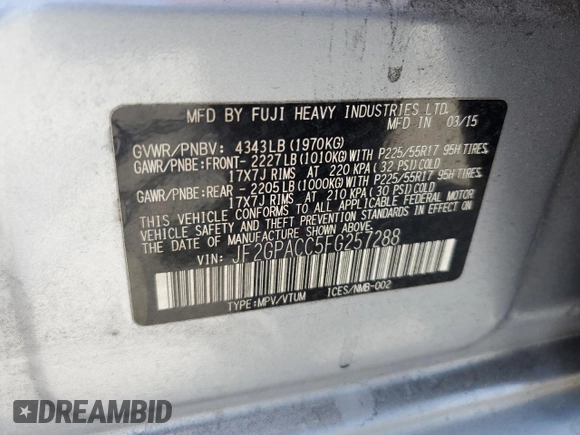 MFD BY FUJI HEAVY INDUSTRIES LTD.
MFD IN 03/15
GVWR/PNBV: 4343LB (1970KG)
GAWR/PNBE:FRONT- 2227LB (1010KG) WITH P225/55R17 95H TIRES,
17X7J RIMS AT 220 KPA (32 PSI) COLD
GAWR/PNBE:REAR - 2205LB (1000KG) WITH P225/55R17 95H TIRES,
17X7J RIMS AT 210 KPA (30 PSI) COLD
THIS VEHICLE CONFORMS TO ALL APPLICABLE FEDERAL MOTOR
VEHICLE SAFETY AND BUMPER STANDARDS IN EFFECT ON
THE DATE OF MANUFACTURE SHOWN ABOVE.
VIN: JF2GPACC5FG257288
TYPE:MPV/VTUM ICES/NMB-002
DREAMBID